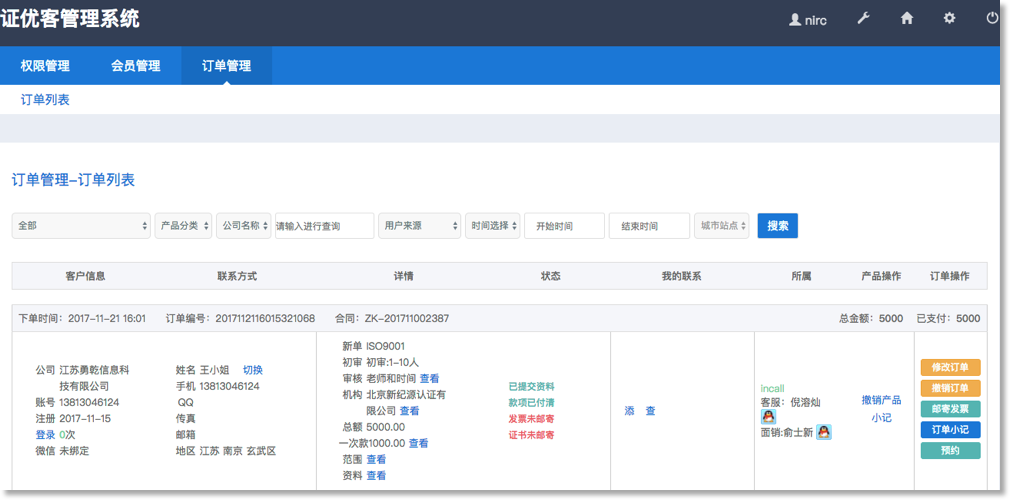 证优客管理系统
nirc
权限管理 会员管理 订单管理
订单列表
订单管理-订单列表
全部 产品分类 公司名称 请输入进行查询 用户来源 时间选择 开始时间 结束时间 城市站点 搜索
客户信息 联系方式 详情 状态 我的联系 所属 产品操作 订单操作
下单时间：2017-11-21 16:01 订单编号：2017112116015321068 合同：ZK-201711002387 总金额：5000 已支付：5000
公司 江苏勇乾信息科
技有限公司
账号 13813046124
注册 2017-11-15
登录 0次
微信 未绑定
姓名 王小姐 切换
手机 13813046124
QQ
传真
邮箱
地区 江苏 南京 玄武区
新单 ISO9001
初审 初审:1-10人
审核 老师和时间 查看
机构 北京新纪源认证有
限公司 查看
总额 5000.00
一次款1000.00 查看
范围 查看
资料 查看
已提交资料
款项已付清
发票未邮寄
证书未邮寄
添 查
incall
客服：倪溶灿
面销:俞士新
撤销产品
小记
修改订单
撤销订单
邮寄发票
订单小记
预约